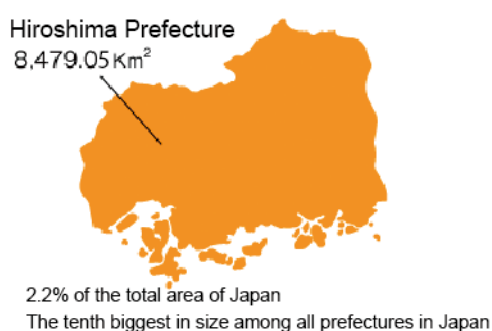 Hiroshima Prefecture
8,479.05Km²
2.2% of the total area of Japan
The tenth biggest in size among all prefectures in Japan